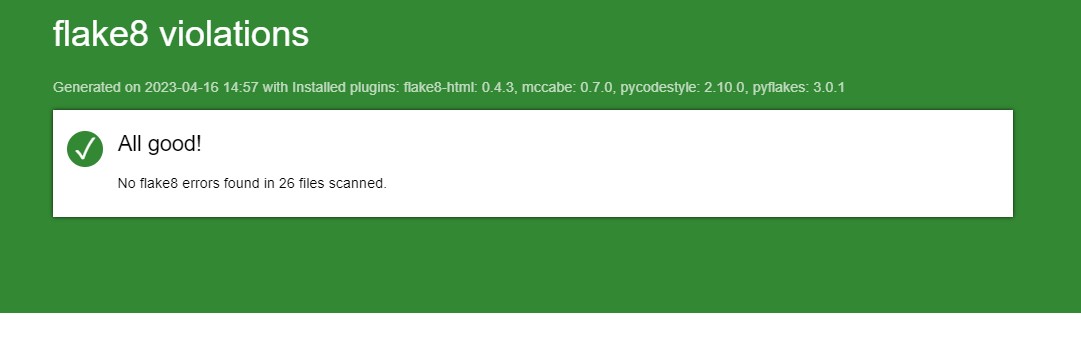 flake8 violations
Generated on 2023-04-16 14:57 with Installed plugins: flake8-html: 0.4.3, mccabe: 0.7.0, pycodestyle: 2.10.0, pyflakes: 3.0.1
All good!
No flake8 errors found in 26 files scanned.